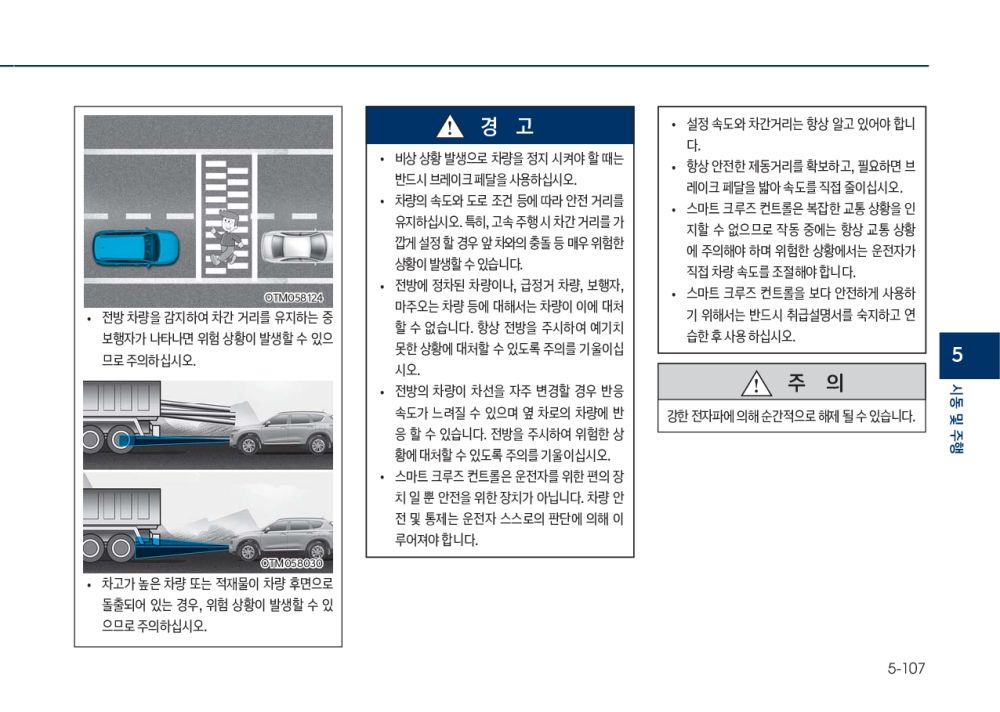 OTM058124
• 전방 차량을 감지하여 차간 거리를 유지하는 중
보행자가 나타나면 위험 상황이 발생할 수 있으
므로 주의하십시오.
OTM058030
• 차고가 높은 차량 또는 적재물이 차량 후면으로
돌출되어 있는 경우, 위험 상황이 발생할 수 있
으므로 주의하십시오.
경 고
• 비상 상황 발생으로 차량을 정지 시켜야 할 때는
반드시 브레이크 페달을 사용하십시오.
• 차량의 속도와 도로 조건 등에 따라 안전 거리를
유지하십시오. 특히, 고속 주행 시 차간 거리를 가
깝게 설정 할 경우 앞 차와의 충돌 등 매우 위험한
상황이 발생할 수 있습니다.
• 전방에 정차된 차량이나, 급정거 차량, 보행자,
마주오는 차량 등에 대해서는 차량이 이에 대처
할 수 없습니다. 항상 전방을 주시하여 예기치
못한 상황에 대처할 수 있도록 주의를 기울이십
시오.
• 전방의 차량이 차선을 자주 변경할 경우 반응
속도가 느려질 수 있으며 옆 차로의 차량에 반
응 할 수 있습니다. 전방을 주시하여 위험한 상
황에 대처할 수 있도록 주의를 기울이십시오.
• 스마트 크루즈 컨트롤은 운전자를 위한 편의 장
치 일 뿐 안전을 위한 장치가 아닙니다. 차량 안
전 및 통제는 운전자 스스로의 판단에 의해 이
루어져야 합니다.
• 설정 속도와 차간거리는 항상 알고 있어야 합니
다.
• 항상 안전한 제동거리를 확보하고, 필요하면 브
레이크 페달을 밟아 속도를 직접 줄이십시오.
• 스마트 크루즈 컨트롤은 복잡한 교통 상황을 인
지할 수 없으므로 작동 중에는 항상 교통 상황
에 주의해야 하며 위험한 상황에서는 운전자가
직접 차량 속도를 조절해야 합니다.
• 스마트 크루즈 컨트롤을 보다 안전하게 사용하
기 위해서는 반드시 취급설명서를 숙지하고 연
습한 후 사용 하십시오.
주 의
강한 전자파에 의해 순간적으로 해제 될 수 있습니다.
5
시동 및 주행
5-107